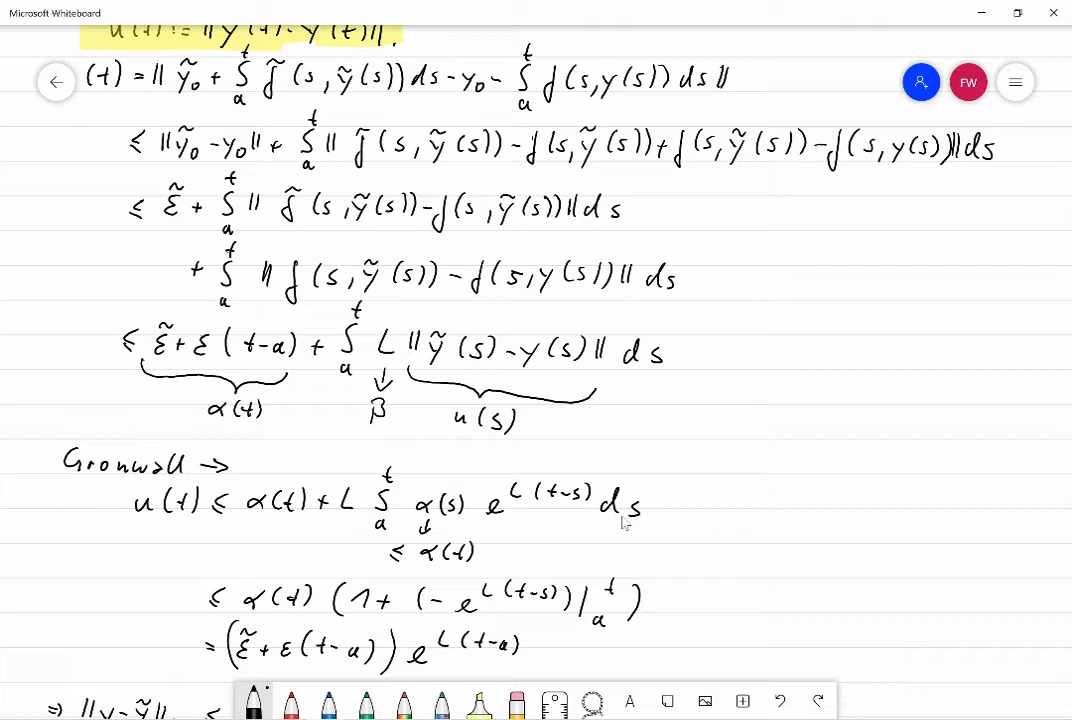 Microsoft Whiteboard
u(t) := ‖ỹ(t) - y(t)‖.
(t) = ‖ ỹ₀ + ∫ₐᵗ f̃(s, ỹ(s)) ds - y₀ - ∫ₐᵗ f(s, y(s)) ds ‖
FW
≤ ‖ỹ₀ - y₀‖ + ∫ₐᵗ ‖ f̃(s, ỹ(s)) - f(s, ỹ(s)) + f(s, ỹ(s)) - f(s, y(s)) ‖ ds
≤ ε̃ + ∫ₐᵗ ‖ f̃(s, ỹ(s)) - f(s, ỹ(s)) ‖ ds
+ ∫ₐᵗ ‖ f(s, ỹ(s)) - f(s, y(s)) ‖ ds
≤ ε̃ + ε(t-a) + ∫ₐᵗ L ‖ỹ(s) - y(s)‖ ds
α(t) ↓ β u(s)
Gronwall →
u(t) ≤ α(t) + L ∫ₐᵗ α(s) e^{L(t-s)} ds
↓ ≤ α(t)
≤ α(t) (1 + (- e^{L(t-s)}) |ₐᵗ )
= (ε̃ + ε(t-a)) e^{L(t-a)}
⇒ ‖y - ỹ‖ ≤
A